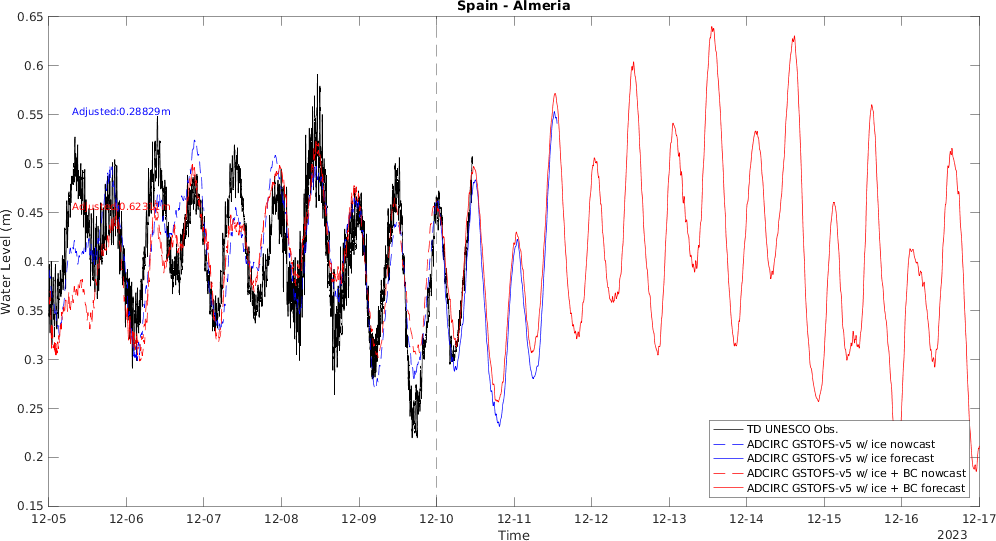 Spain - Almeria
0.65
0.6
0.55
0.5
0.45
0.4
0.35
0.3
0.25
0.2
0.15
Water Level (m)
Adjusted:0.28829m
12-05
12-06
12-07
12-08
12-09
12-10
12-11
12-12
12-13
12-14
12-15
12-16
12-17
Time
2023
TD UNESCO Obs.
ADCIRC GSTOFS-v5 w/ ice nowcast
ADCIRC GSTOFS-v5 w/ ice forecast
ADCIRC GSTOFS-v5 w/ ice + BC nowcast
ADCIRC GSTOFS-v5 w/ ice + BC forecast